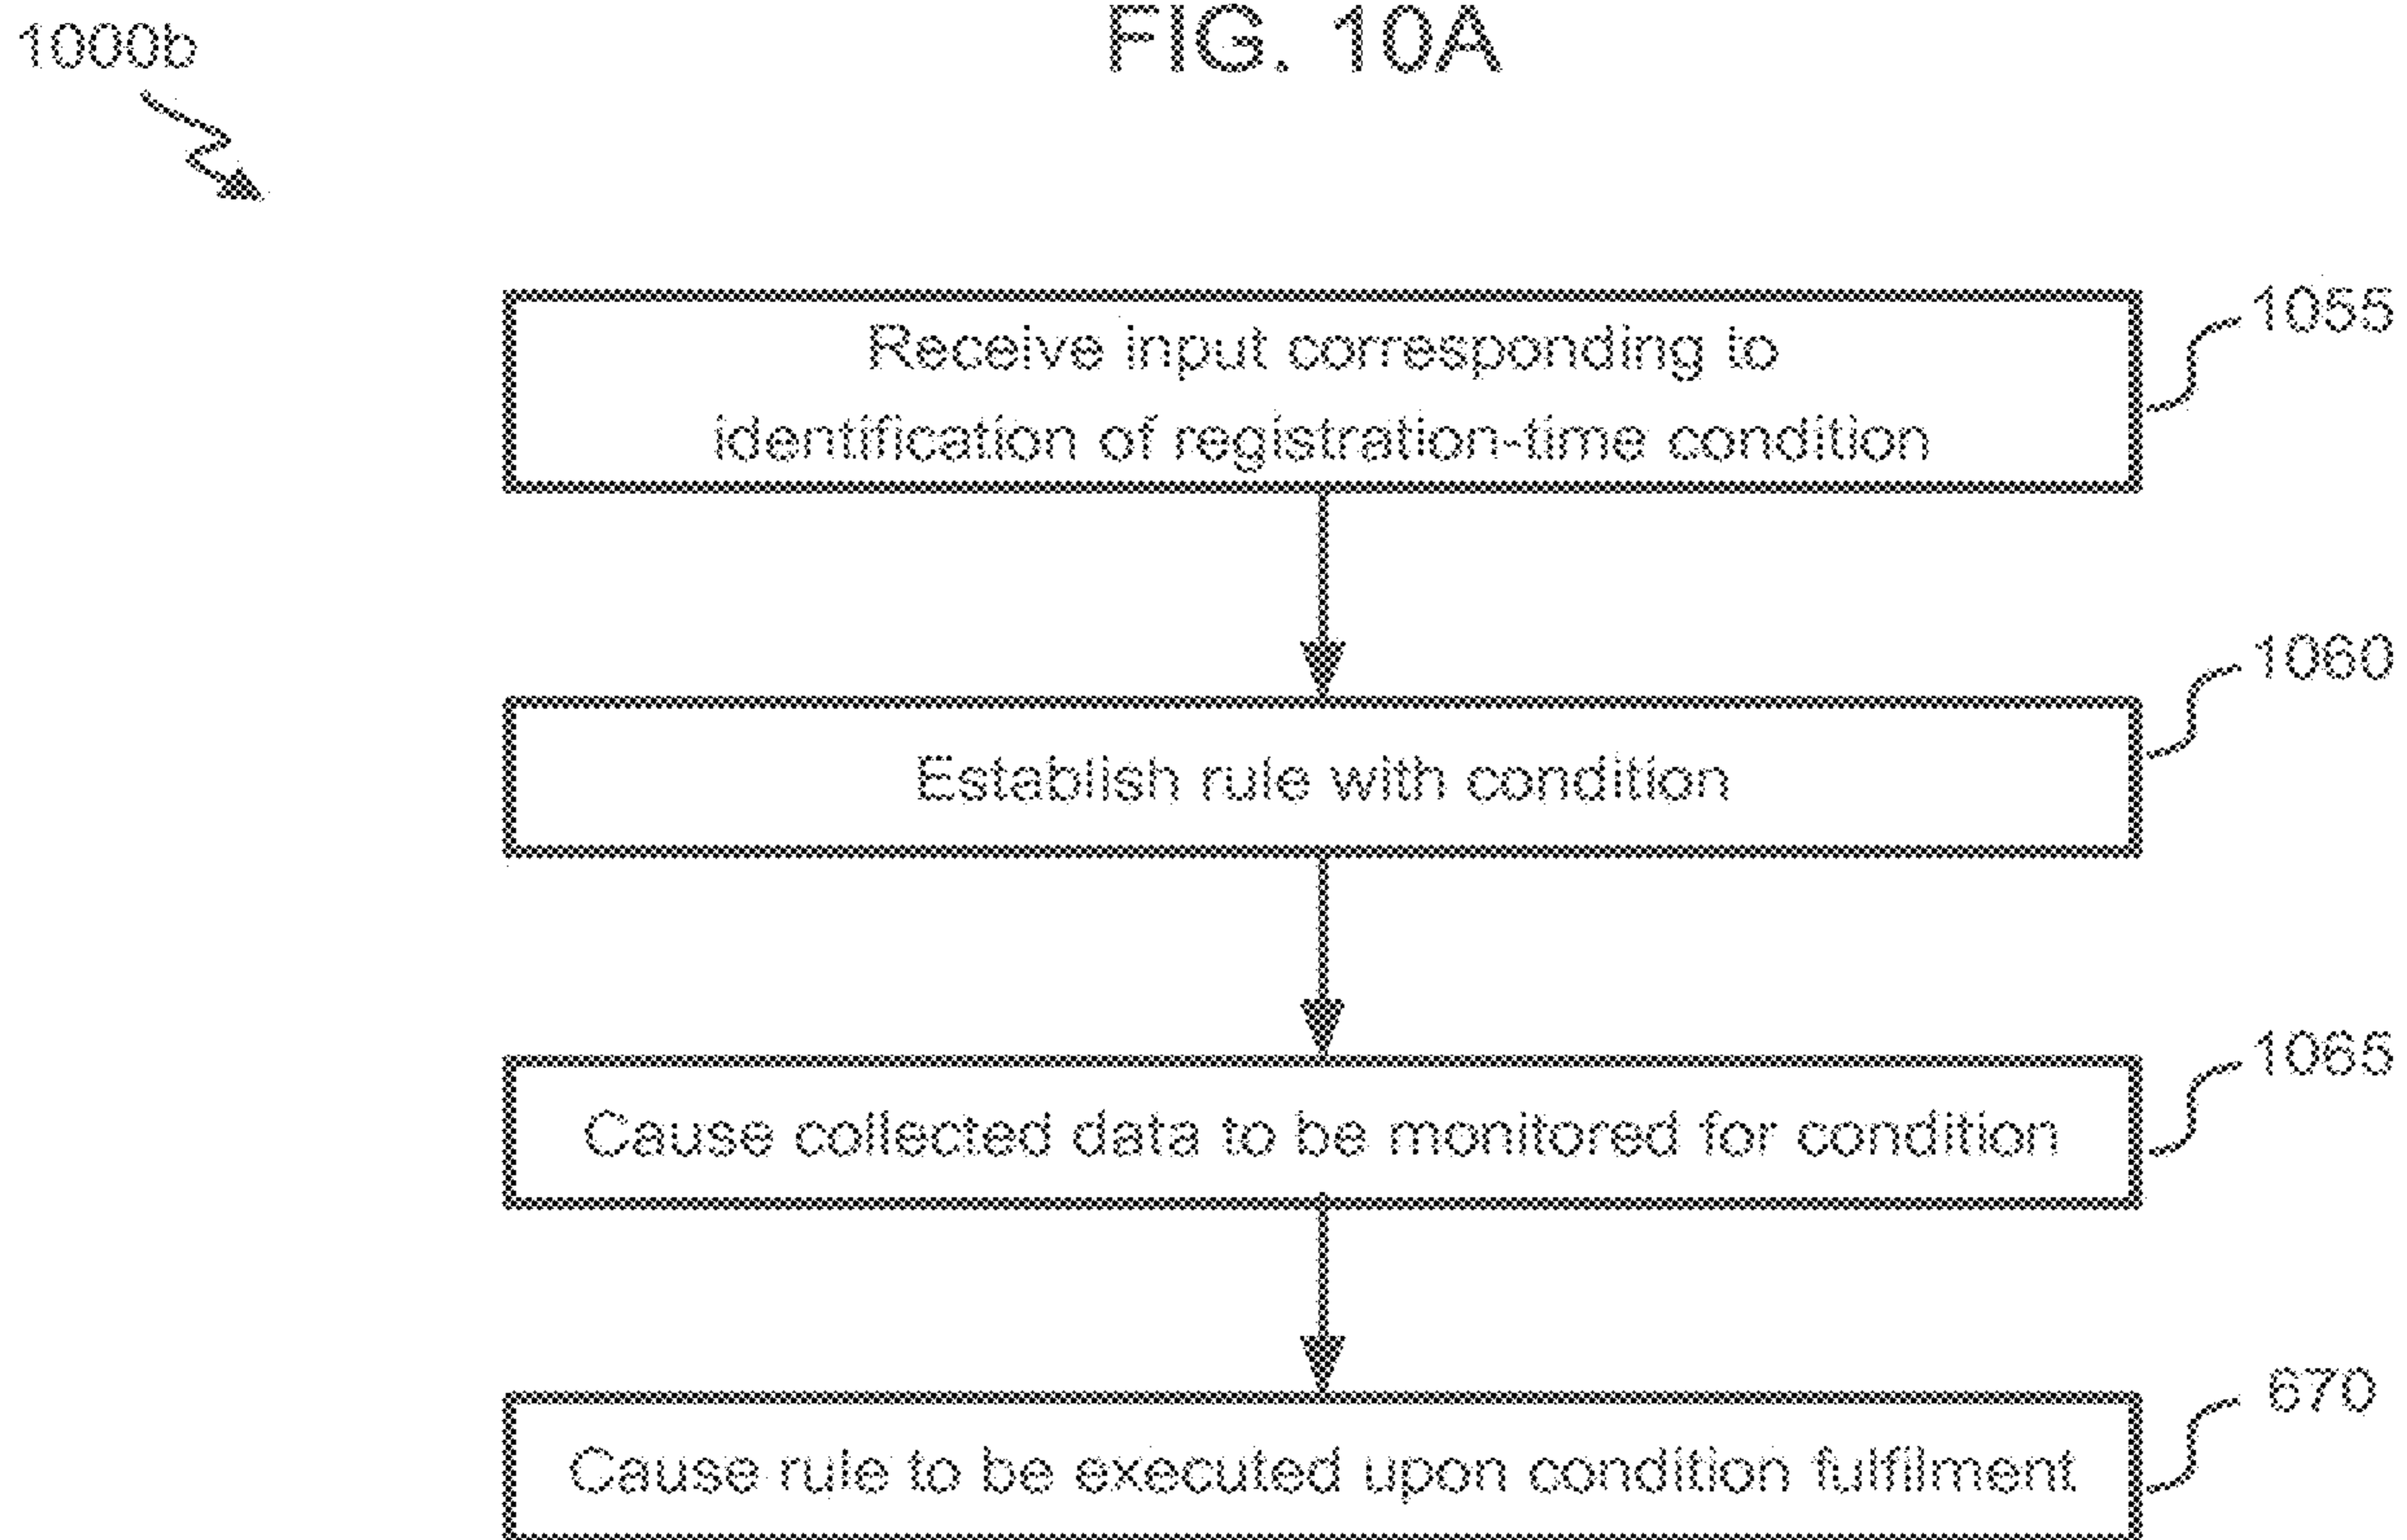 FIG. 10A
1000b
Receive input corresponding to
identification of registration-time condition
1055
Establish rule with condition
1060
Cause collected data to be monitored for condition
1065
Cause rule to be executed upon condition fulfilment
670